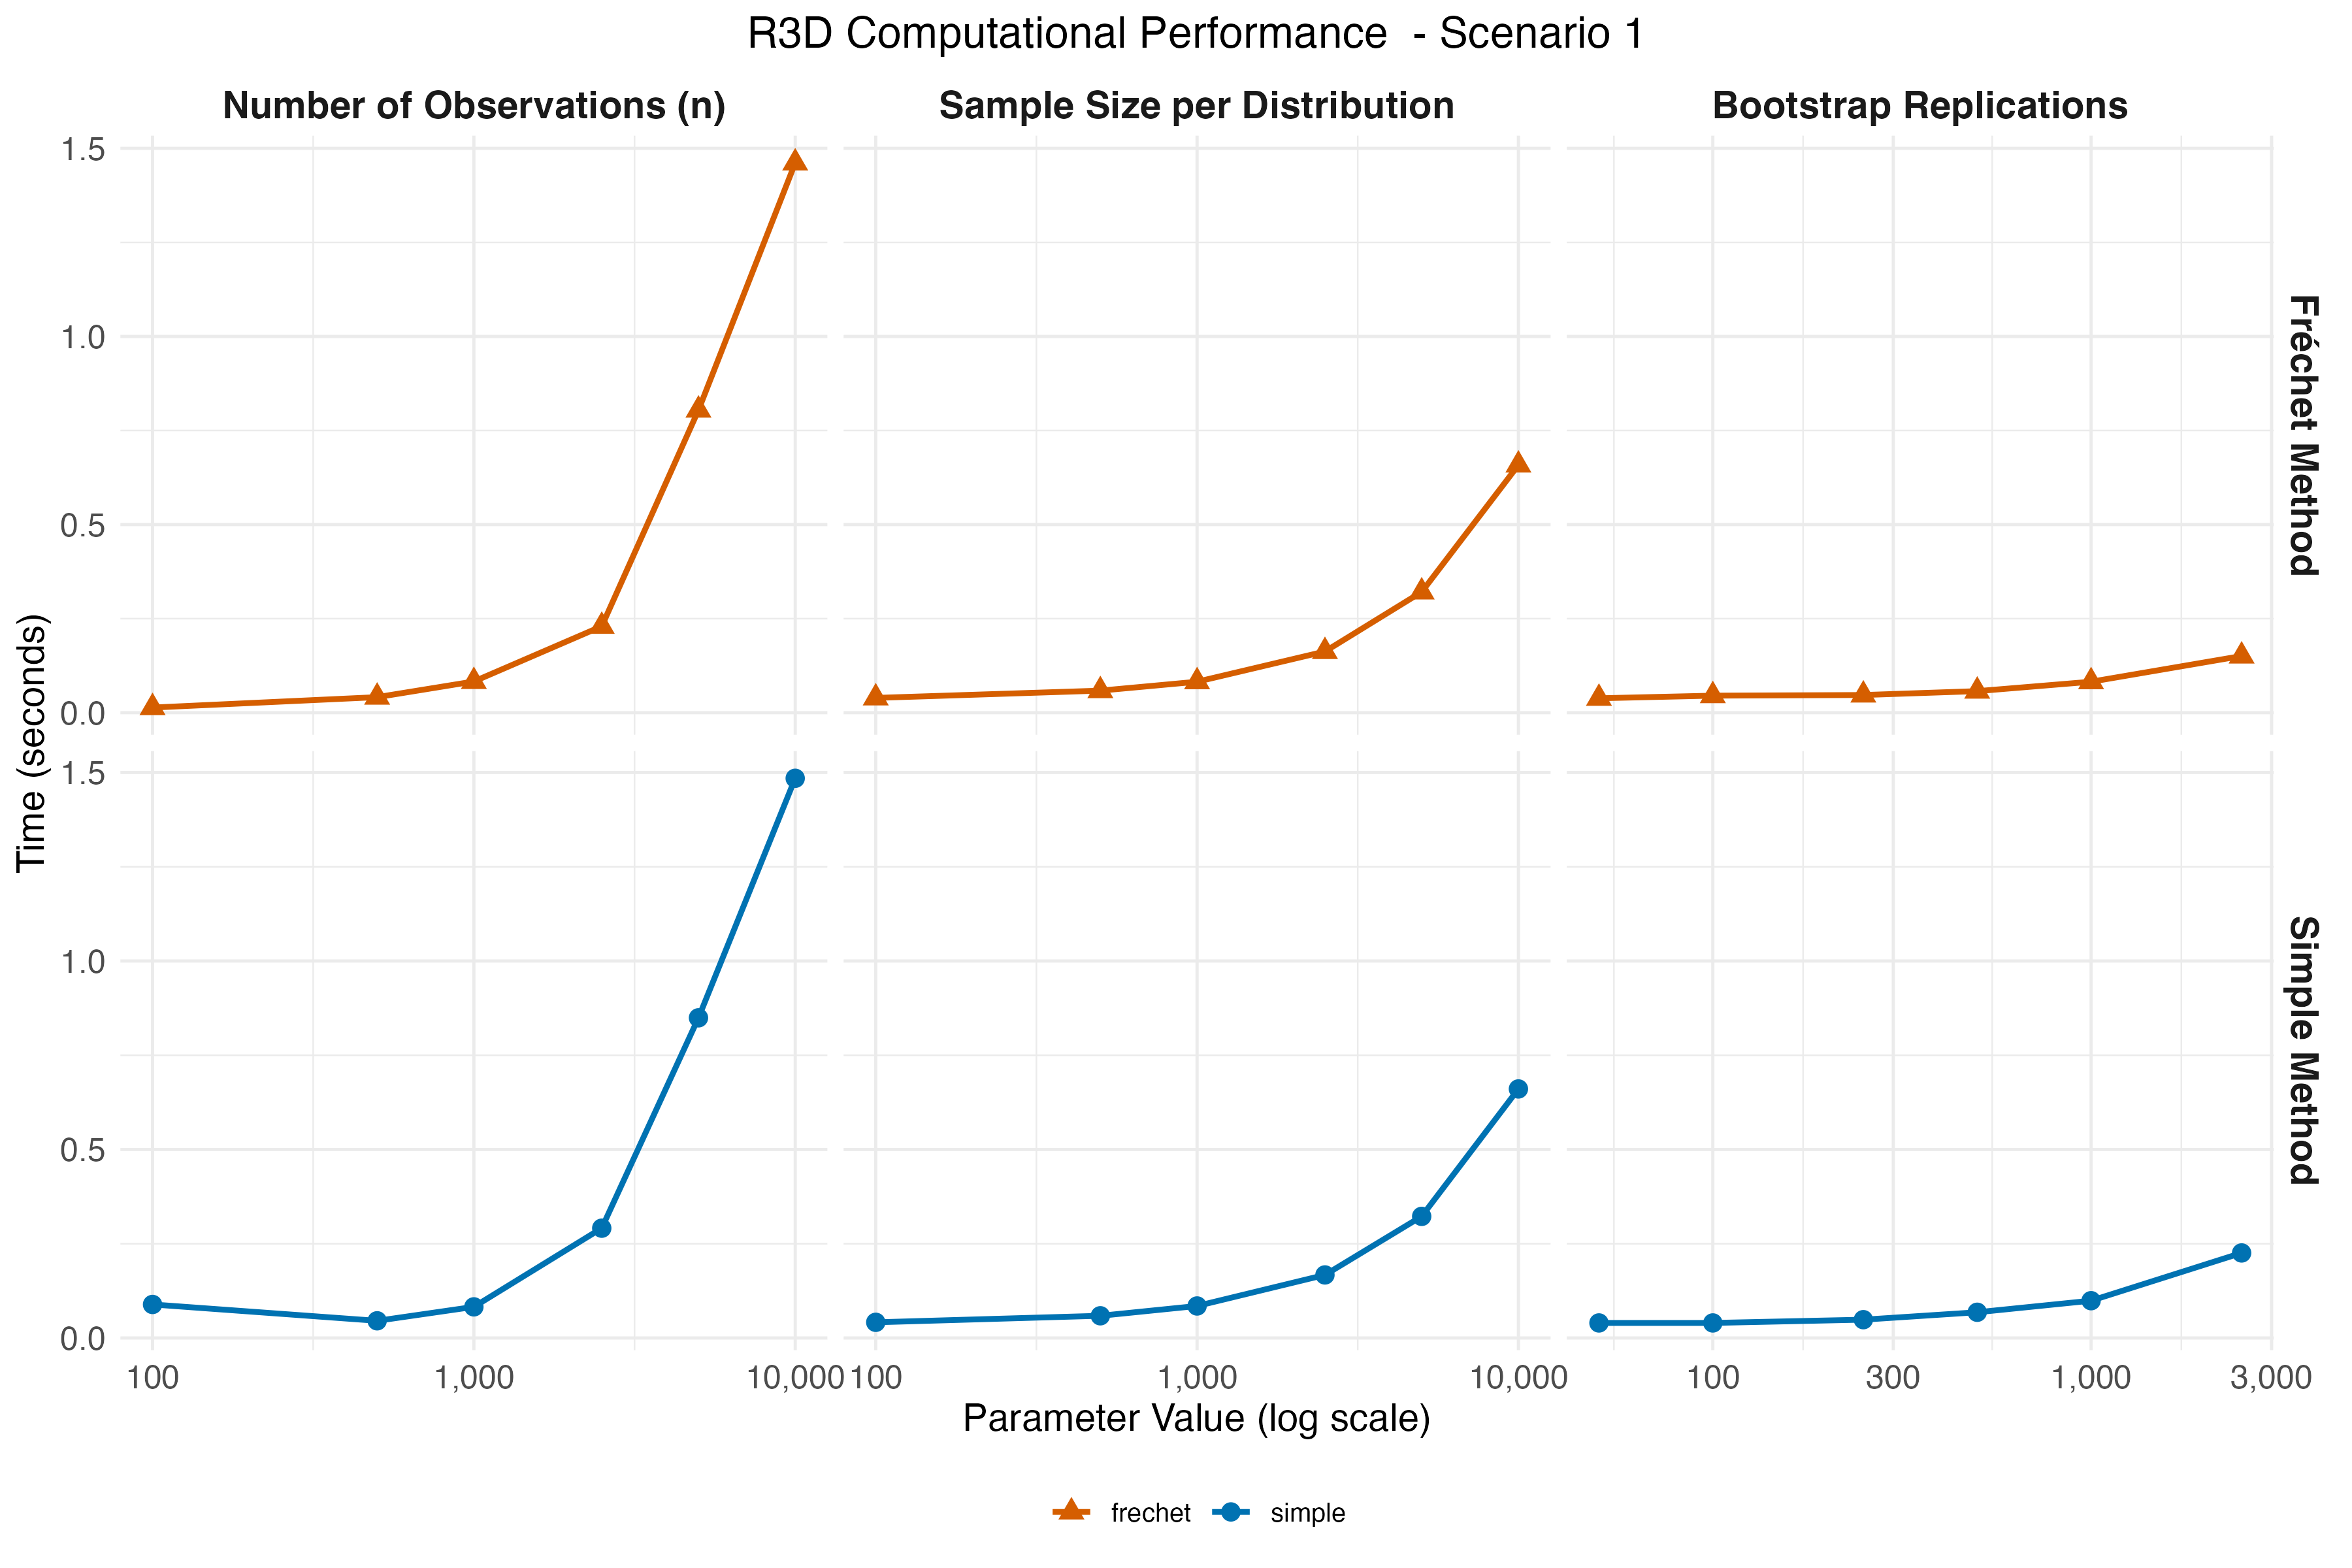 R3D Computational Performance  - Scenario 1
Number of Observations (n)
Sample Size per Distribution
Bootstrap Replications
1.5
1.0
0.5
0.0
Fréchet Method
Time (seconds)
1.5
1.0
0.5
0.0
Simple Method
100 1,000 10,000 100 1,000 10,000 100 300 1,000 3,000
Parameter Value (log scale)
frechet simple